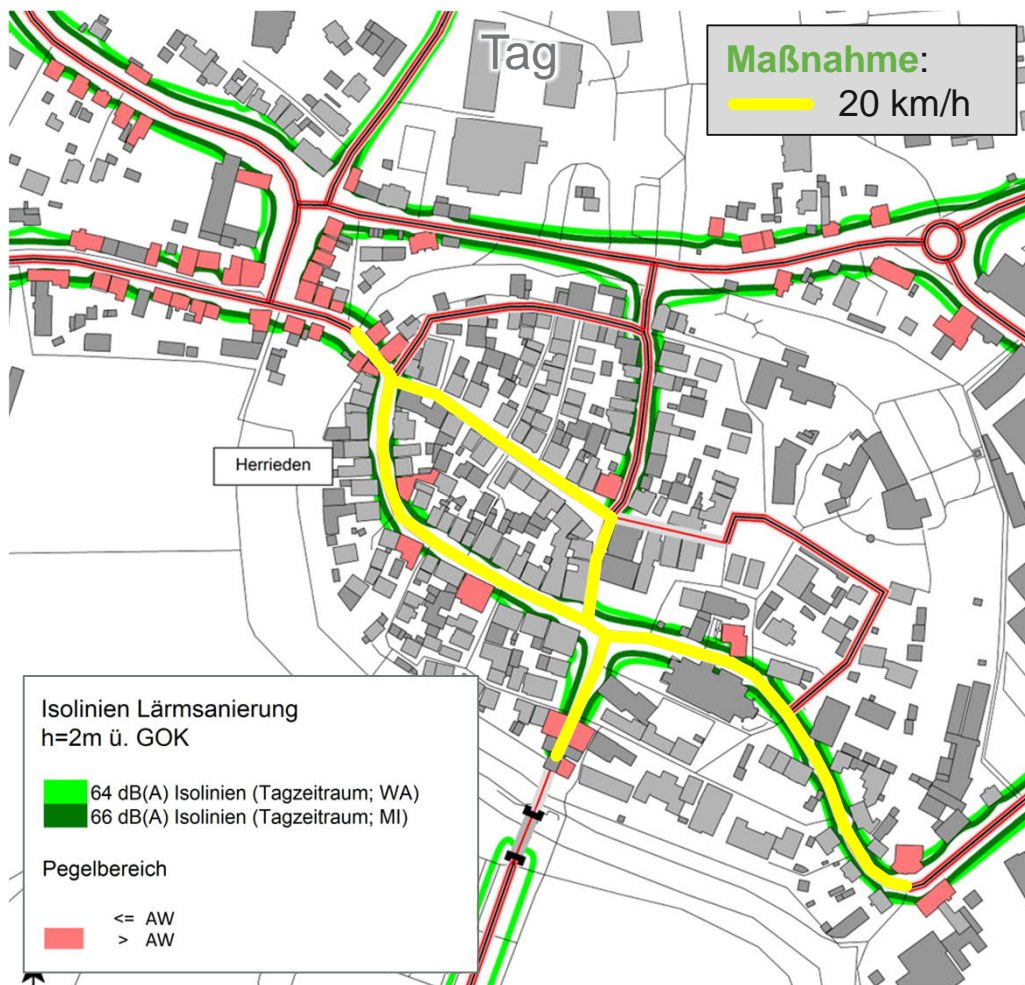 Tag
Maßnahme:
20 km/h
Herrieden
Isolinien Lärmsanierung
h=2m ü. GOK
64 dB(A) Isolinien (Tagzeitraum; WA)
66 dB(A) Isolinien (Tagzeitraum; MI)
Pegelbereich
<= AW
> AW